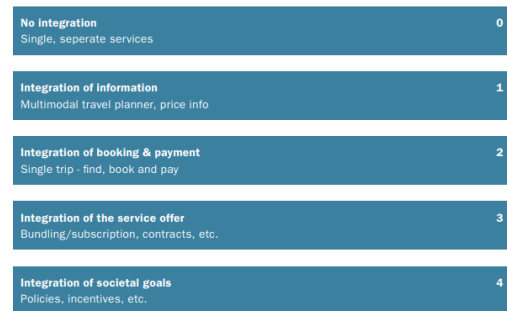 No integration 0
Single, seperate services
Integration of information 1
Multimodal travel planner, price info
Integration of booking & payment 2
Single trip - find, book and pay
Integration of the service offer 3
Bundling/subscription, contracts, etc.
Integration of societal goals 4
Policies, incentives, etc.